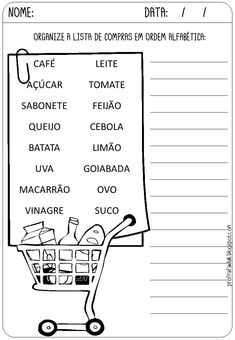 NOME: DATA: / /
ORGANIZE A LISTA DE COMPRAS EM ORDEM ALFABÉTICA:
CAFÉ LEITE
AÇÚCAR TOMATE
SABONETE FEIJÃO
QUEIJO CEBOLA
BATATA LIMÃO
UVA GOIABADA
MACARRÃO OVO
VINAGRE SUCO